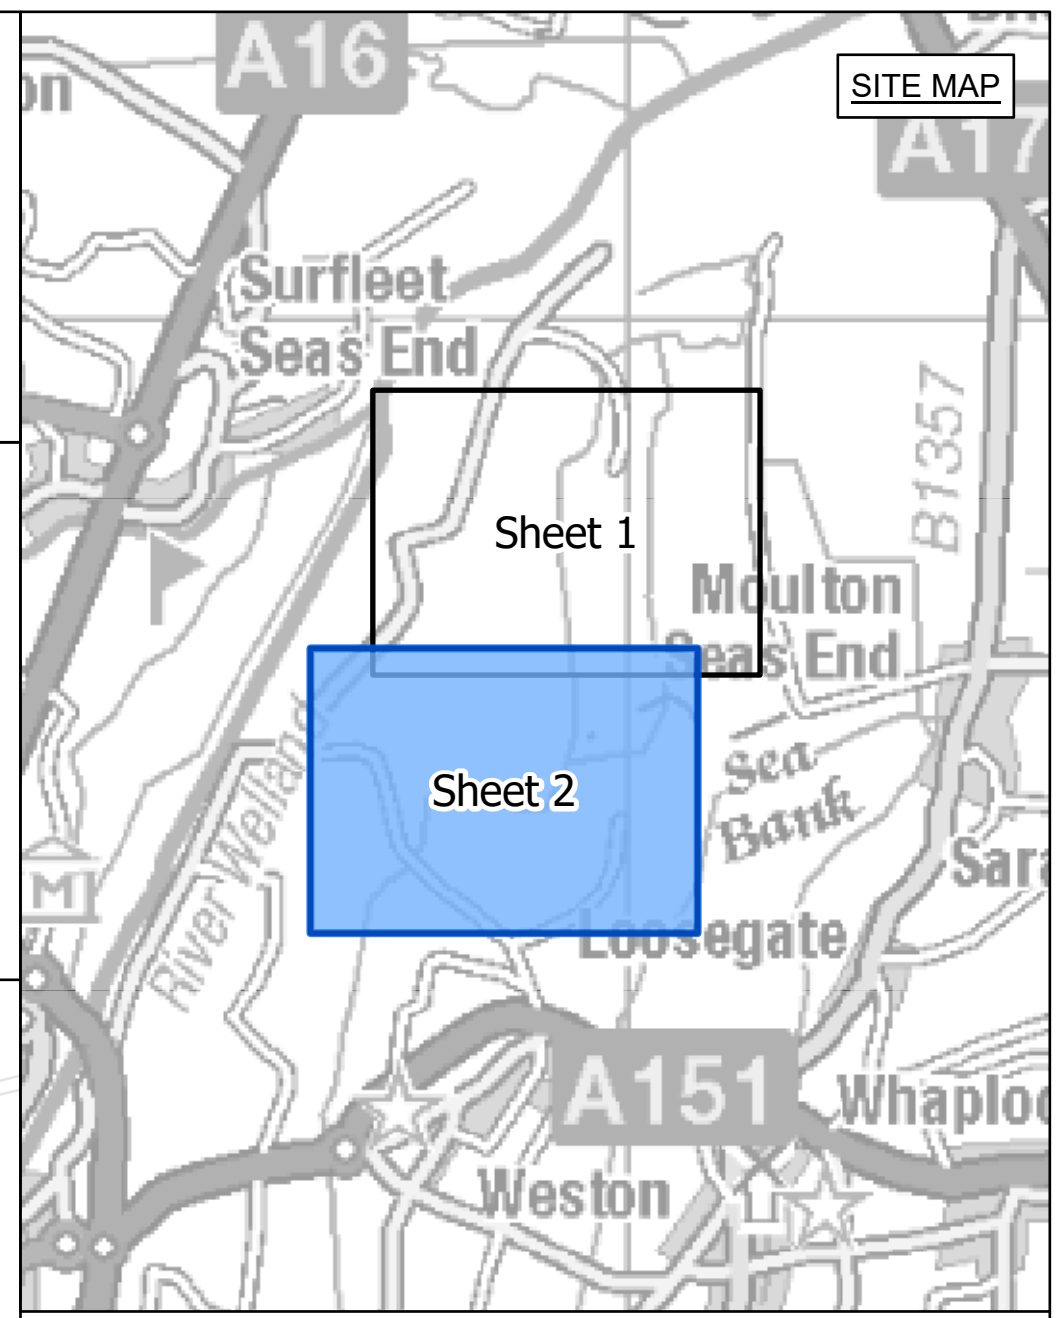 A16
SITE MAP
A17
Surfleet
Seas End
B1357
Sheet 1
Moulton
Seas End
Sheet 2
Sea
Bank
River Welland
M
Loosegate
A151
Weston